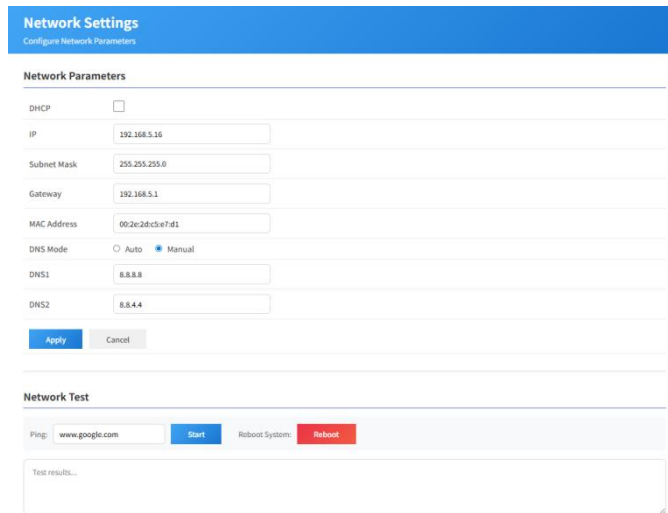 Network Settings
Configure Network Parameters
Network Parameters
DHCP
IP 192.168.5.16
Subnet Mask 255.255.255.0
Gateway 192.168.5.1
MAC Address 00:2e:2d:c5:e7:d1
DNS Mode Auto Manual
DNS1 8.8.8.8
DNS2 8.8.4.4
Apply Cancel
Network Test
Ping: www.google.com Start Reboot System: Reboot
Test results...